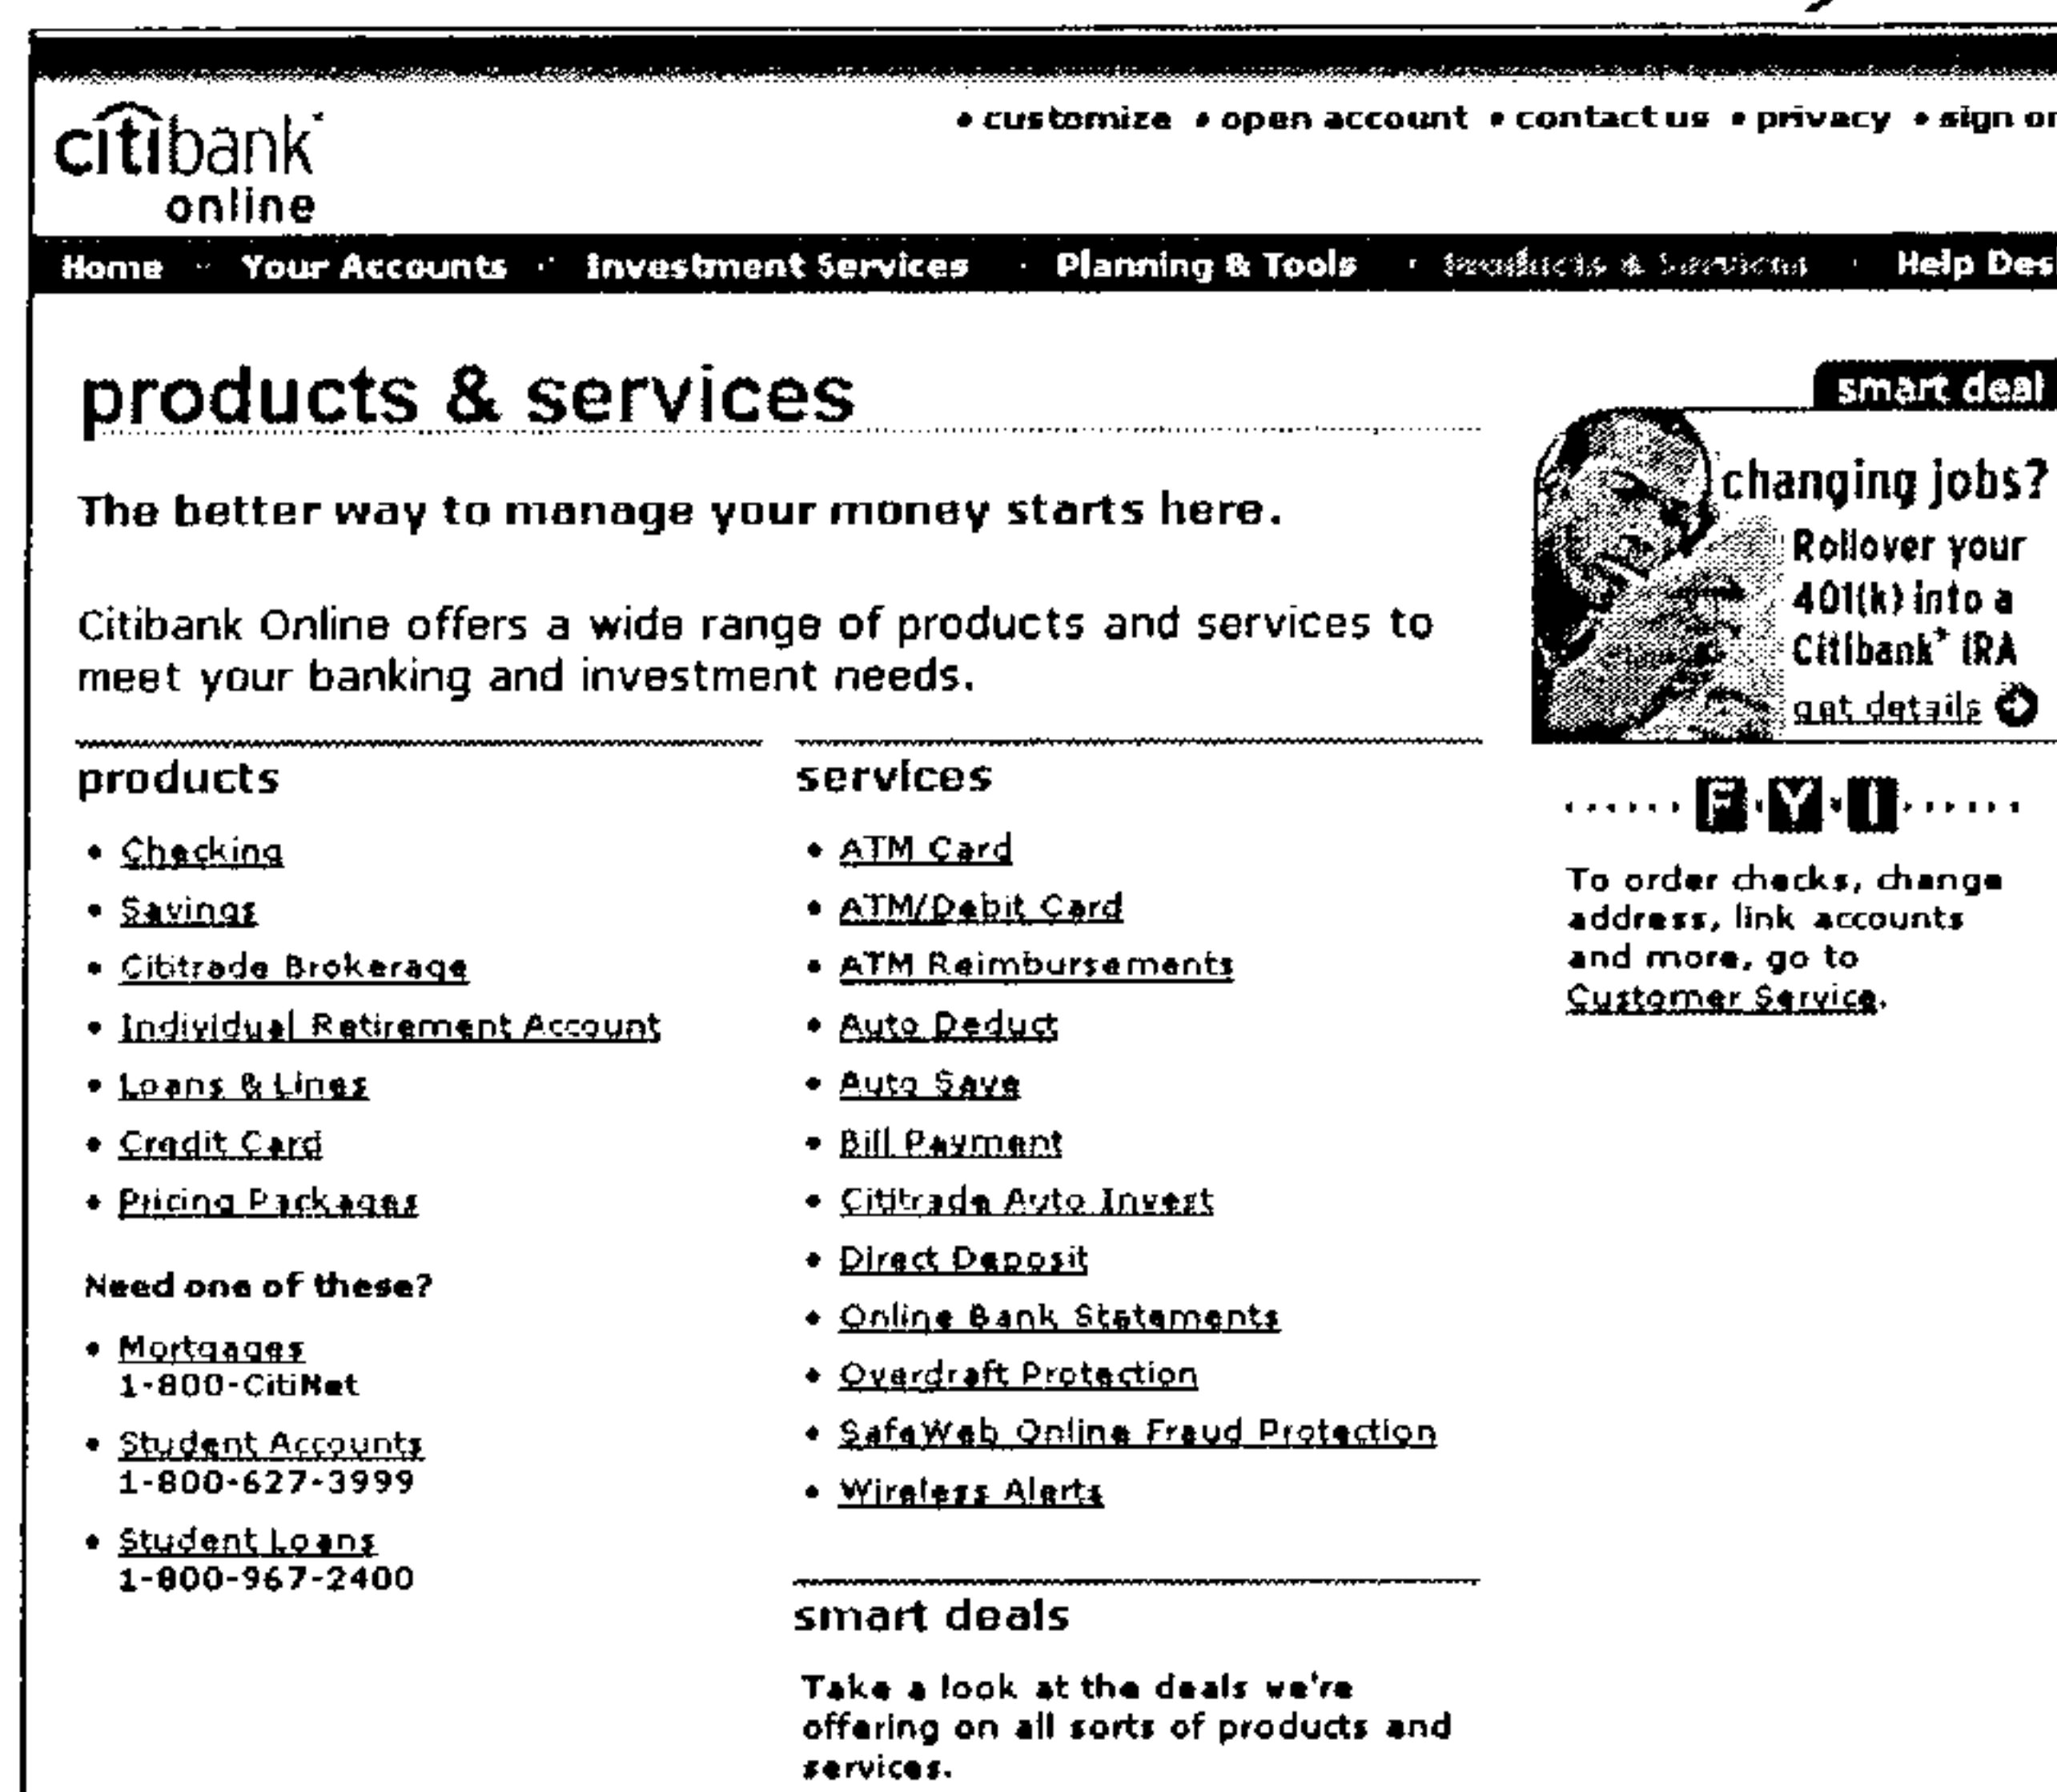 citibank
online
• customize • open account • contact us • privacy • sign
Home Your Accounts Investment Services Planning & Tools Products & Services Help
products & services
The better way to manage your money starts here.
Citibank Online offers a wide range of products and services to
meet your banking and investment needs.
products
• Checking
• Savings
• Cititrade Brokerage
• Individual Retirement Account
• Loans & Lines
• Credit Card
• Pricing Packages
Need one of these?
• Mortgages
1-800-CitiNet
• Student Accounts
1-800-627-3999
• Student Loans
1-800-967-2400
services
• ATM Card
• ATM/Debit Card
• ATM Reimbursements
• Auto Deduct
• Auto Save
• Bill Payment
• Cititrade Auto Invest
• Direct Deposit
• Online Bank Statements
• Overdraft Protection
• SafeWeb Online Fraud Protection
• Wireless Alerts
smart deals
Take a look at the deals we're
offering on all sorts of products and
services.
smart deal
changing jobs?
Rollover your
401(k) into a
Citibank* IRA
get details
F.Y.I
To order checks, change
address, link accounts
and more, go to
Customer Service.